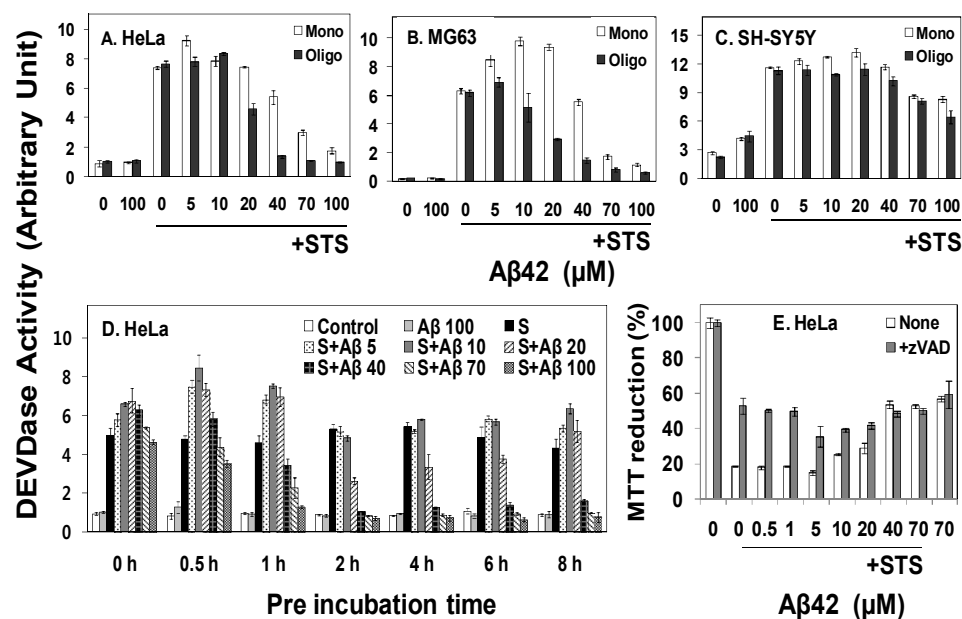 DEVDase Activity (Arbitrary Unit)
A. HeLa
Mono
Oligo
10
8
6
4
2
0
0 100 0 5 10 20 40 70 100
+STS
B. MG63
Mono
Oligo
10
8
6
4
2
0
0 100 0 5 10 20 40 70 100
+STS
C. SH-SY5Y
Mono
Oligo
15
12
9
6
3
0
0 100 0 5 10 20 40 70 100
+STS
Aβ42 (µM)
D. HeLa
Control Aβ 100 S
S+Aβ 5 S+Aβ 10 S+Aβ 20
S+Aβ 40 S+Aβ 70 S+Aβ 100
10
8
6
4
2
0
0 h 0.5 h 1 h 2 h 4 h 6 h 8 h
Pre incubation time
E. HeLa
None
+zVAD
MTT reduction (%)
100
80
60
40
20
0
0 0 0.5 1 5 10 20 40 70 70
+STS
Aβ42 (µM)